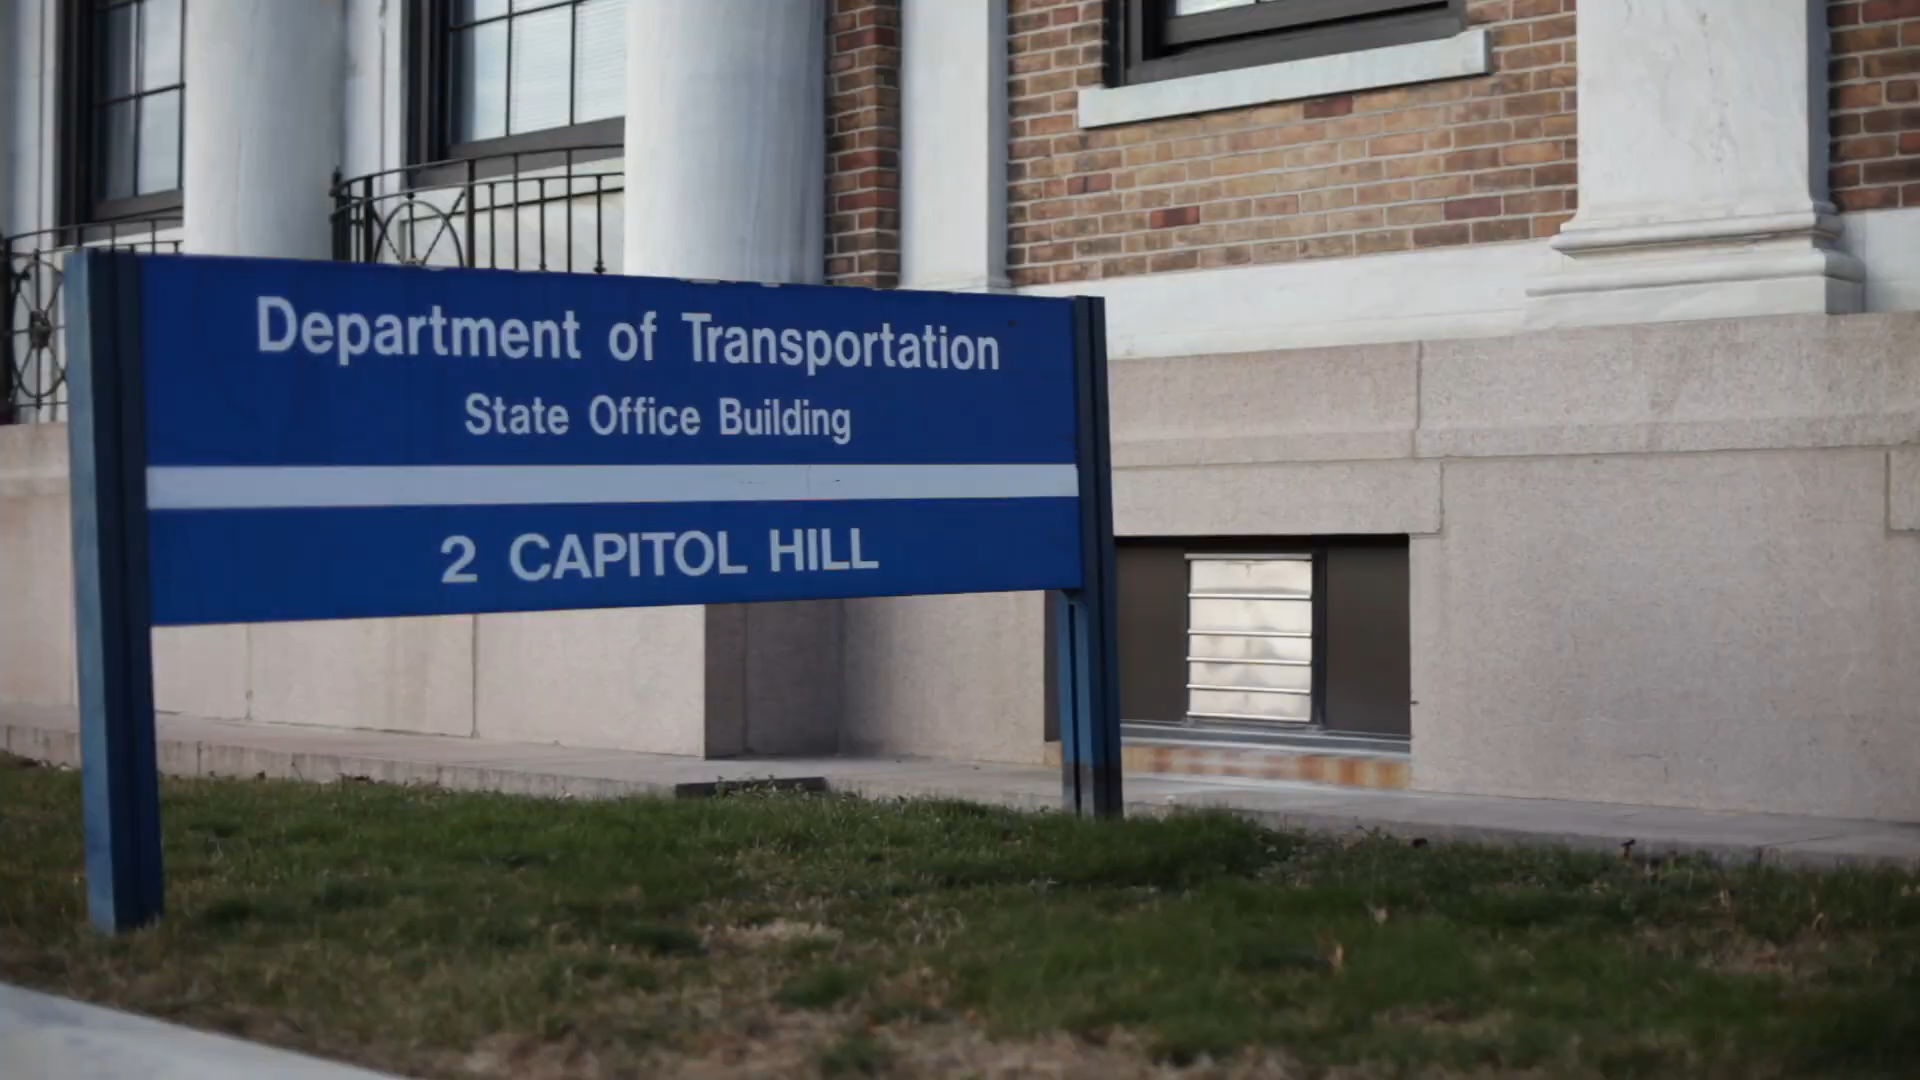 Department of Transportation
State Office Building
2 CAPITOL HILL